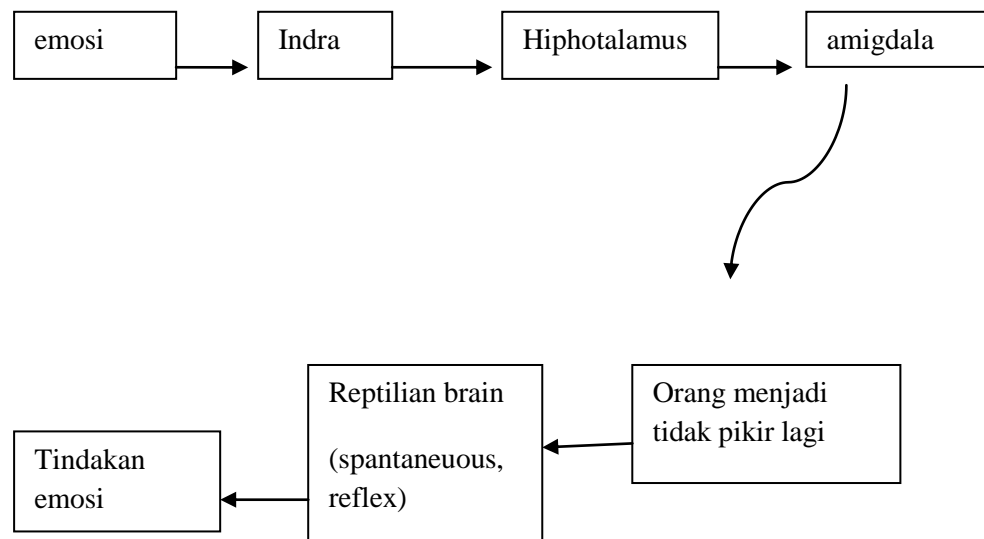 emosi
Indra
Hiphotalamus
amigdala
Orang menjadi
tidak pikir lagi
Reptilian brain
(spantaneuous,
reflex)
Tindakan
emosi